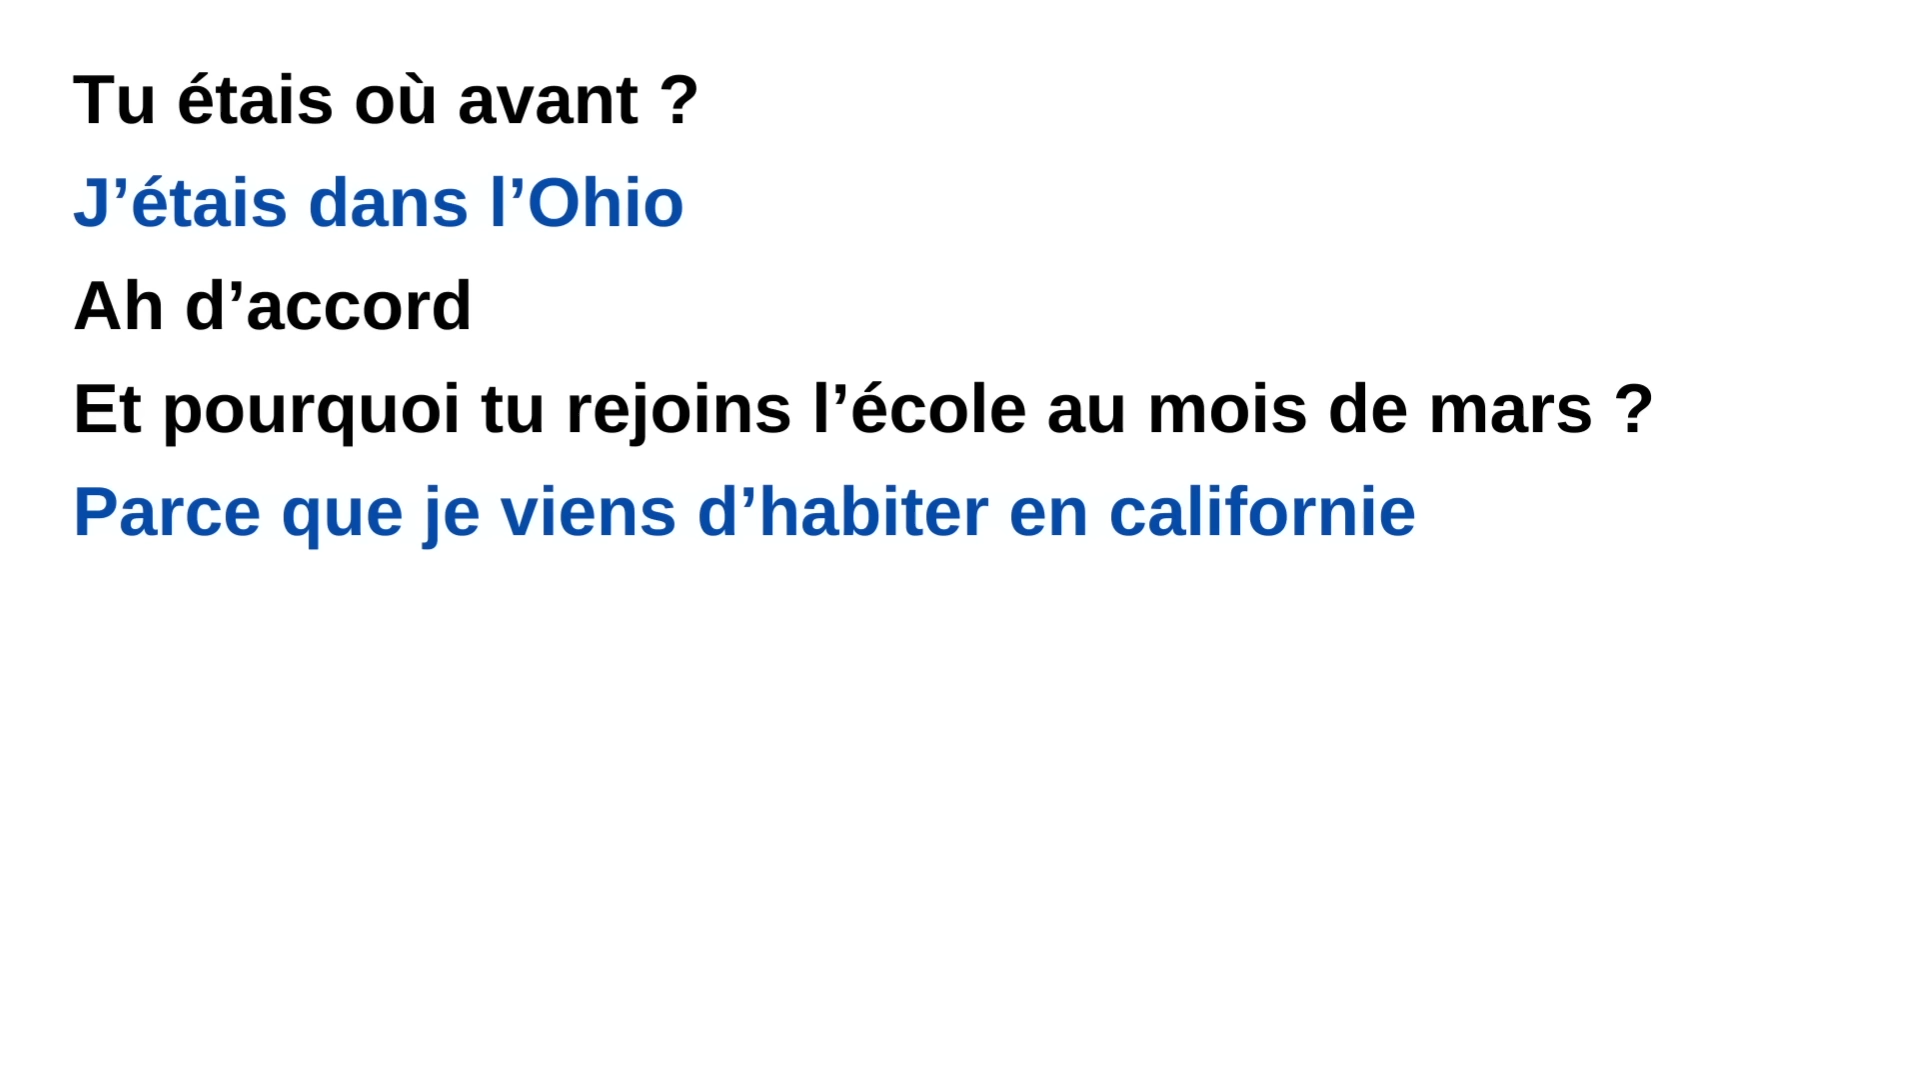 Tu étais où avant ?
J’étais dans l’Ohio
Ah d’accord
Et pourquoi tu rejoins l’école au mois de mars ?
Parce que je viens d’habiter en californie